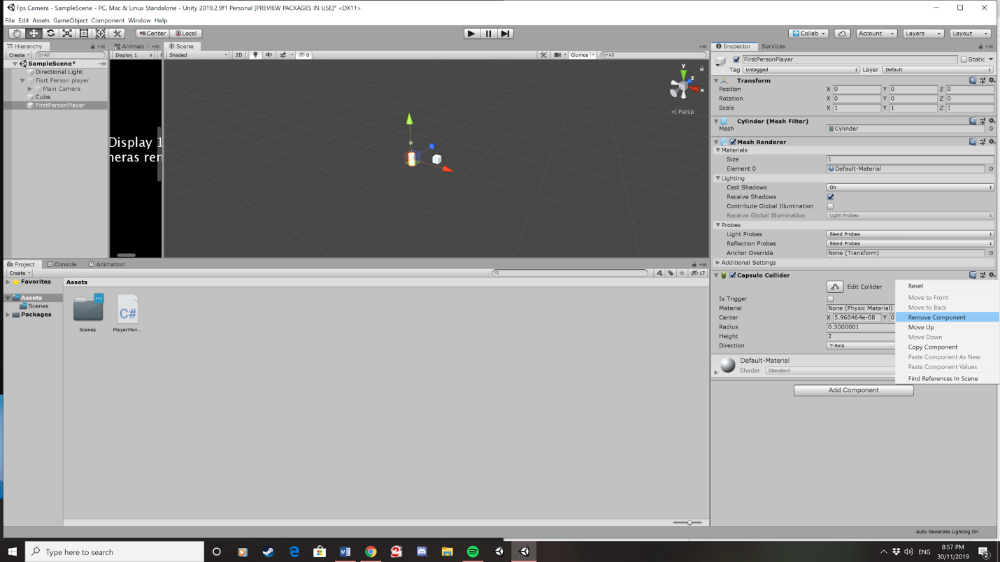 Fps Camera - SampleScene - PC, Mac & Linux Standalone - Unity 2019.2.9f1 Personal [PREVIEW PACKAGES IN USE]* <DX11>
File Edit Assets GameObject Component Window Help
Center Local
Collab Account Layers Layout
Hierarchy
Create All
SampleScene*
Directional Light
Fisrt Person player
Main Camera
Cube
FirstPersonPlayer
Animat
Display 1
Display 1
neras ren
Scene
Shaded 2D 0 Gizmos All
y
z
x
Persp
Inspector Services
FirstPersonPlayer Static
Tag Untagged Layer Default
Transform
Position X 0 Y 0 Z 0
Rotation X 0 Y 0 Z 0
Scale X 1 Y 1 Z 1
Cylinder (Mesh Filter)
Mesh Cylinder
Mesh Renderer
Materials
Size 1
Element 0 Default-Material
Lighting
Cast Shadows On
Receive Shadows
Contribute Global Illumination
Receive Global Illumination Light Probes
Probes
Light Probes Blend Probes
Reflection Probes Blend Probes
Anchor Override None (Transform)
Additional Settings
Capsule Collider
Edit Collider
Is Trigger
Material None (Physic Material)
Center X 5.960464e-08 Y 0
Radius 0.5000001
Height 2
Direction Y-Axis
Default-Material
Shader Standard
Add Component
Reset
Move to Front
Move to Back
Remove Component
Move Up
Move Down
Copy Component
Paste Component As New
Paste Component Values
Find References In Scene
Project Console Animation
Create 17
Favorites
Assets
Scenes
Packages
Assets
C#
Scenes
PlayerMov...
Auto Generate Lighting On
Type here to search
ENG
8:57 PM
30/11/2019
2